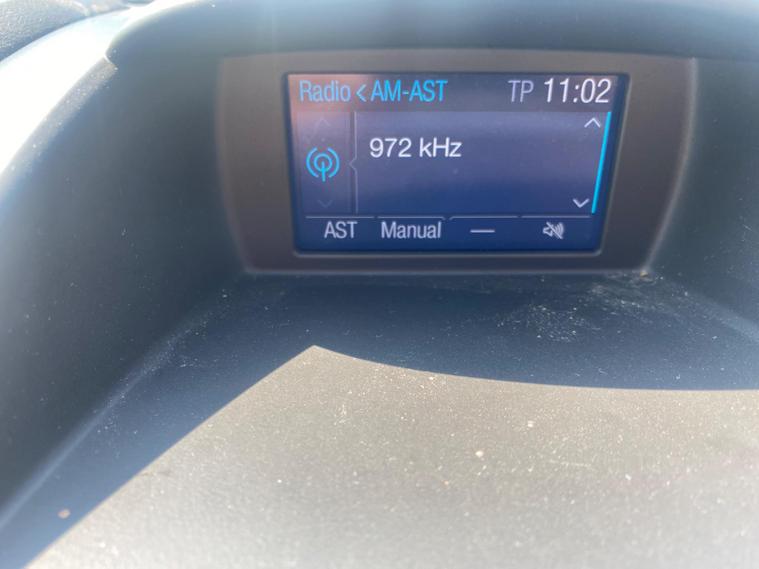 Radio < AM-AST TP 11:02
972 kHz
AST Manual —